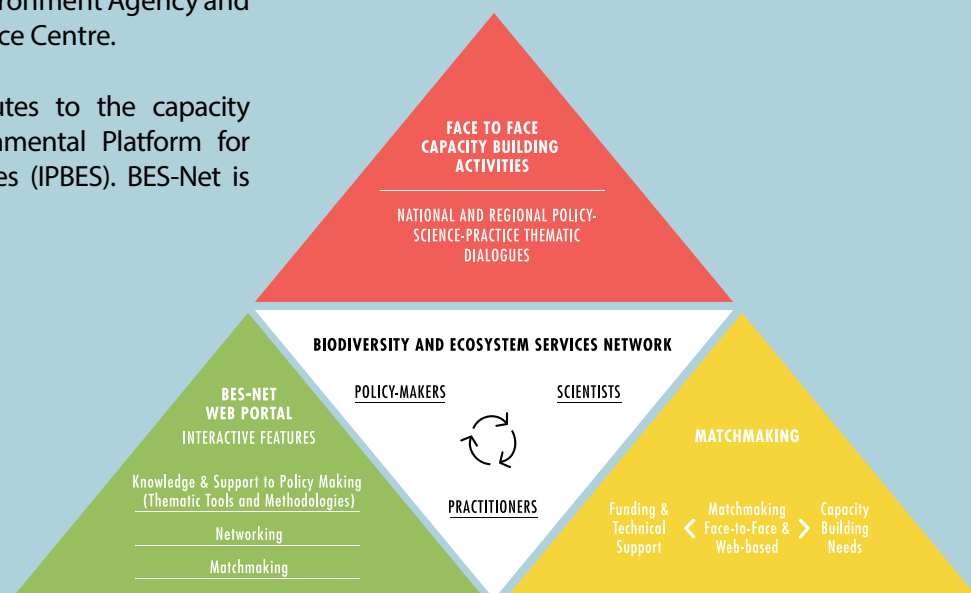 ronment Agency and
ce Centre.
utes to the capacity
nmental Platform for
es (IPBES). BES-Net is
FACE TO FACE
CAPACITY BUILDING
ACTIVITIES
NATIONAL AND REGIONAL POLICY-
SCIENCE-PRACTICE THEMATIC
DIALOGUES
BIODIVERSITY AND ECOSYSTEM SERVICES NETWORK
POLICY-MAKERS
SCIENTISTS
PRACTITIONERS
BES-NET
WEB PORTAL
INTERACTIVE FEATURES
Knowledge & Support to Policy Making
(Thematic Tools and Methodologies)
Networking
Matchmaking
MATCHMAKING
Funding &
Technical
Support
Matchmaking
Face-to-Face &
Web-based
Capacity
Building
Needs